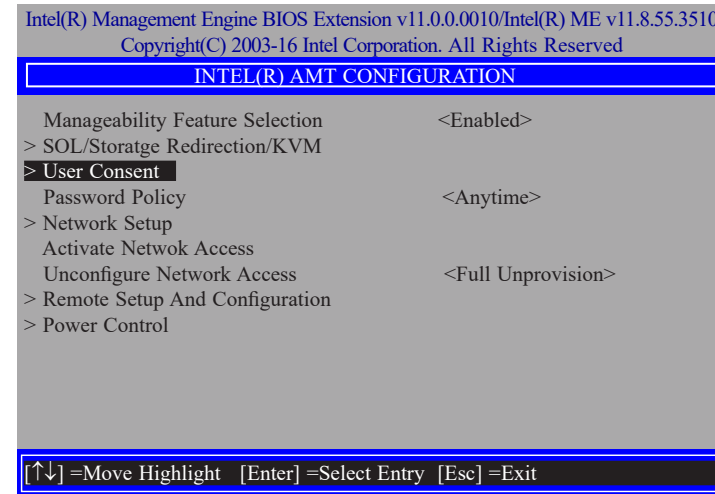 Intel(R) Management Engine BIOS Extension v11.0.0.0010/Intel(R) ME v11.8.55.3510
Copyright(C) 2003-16 Intel Corporation. All Rights Reserved
INTEL(R) AMT CONFIGURATION
Manageability Feature Selection <Enabled>
> SOL/Storatge Redirection/KVM
> User Consent
Password Policy <Anytime>
> Network Setup
Activate Netwok Access
Unconfigure Network Access <Full Unprovision>
> Remote Setup And Configuration
> Power Control
[↑↓] =Move Highlight [Enter] =Select Entry [Esc] =Exit